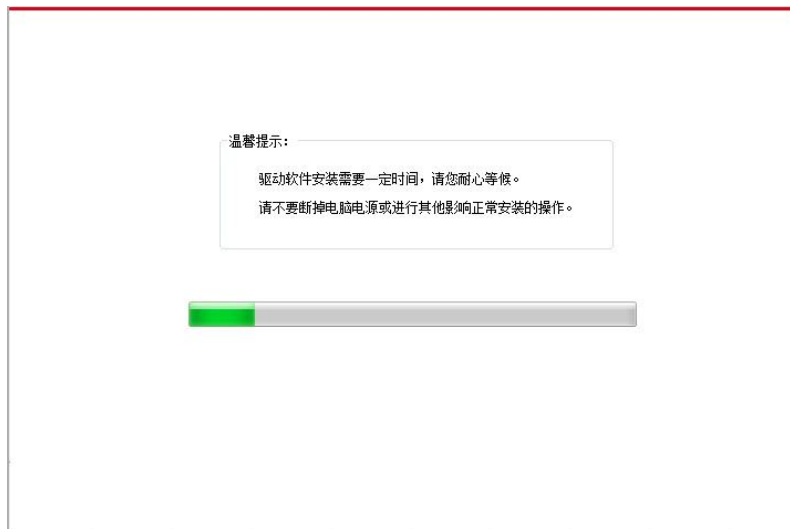 温馨提示：
驱动软件安装需要一定时间，请您耐心等候。
请不要断掉电脑电源或进行其他影响正常安装的操作。